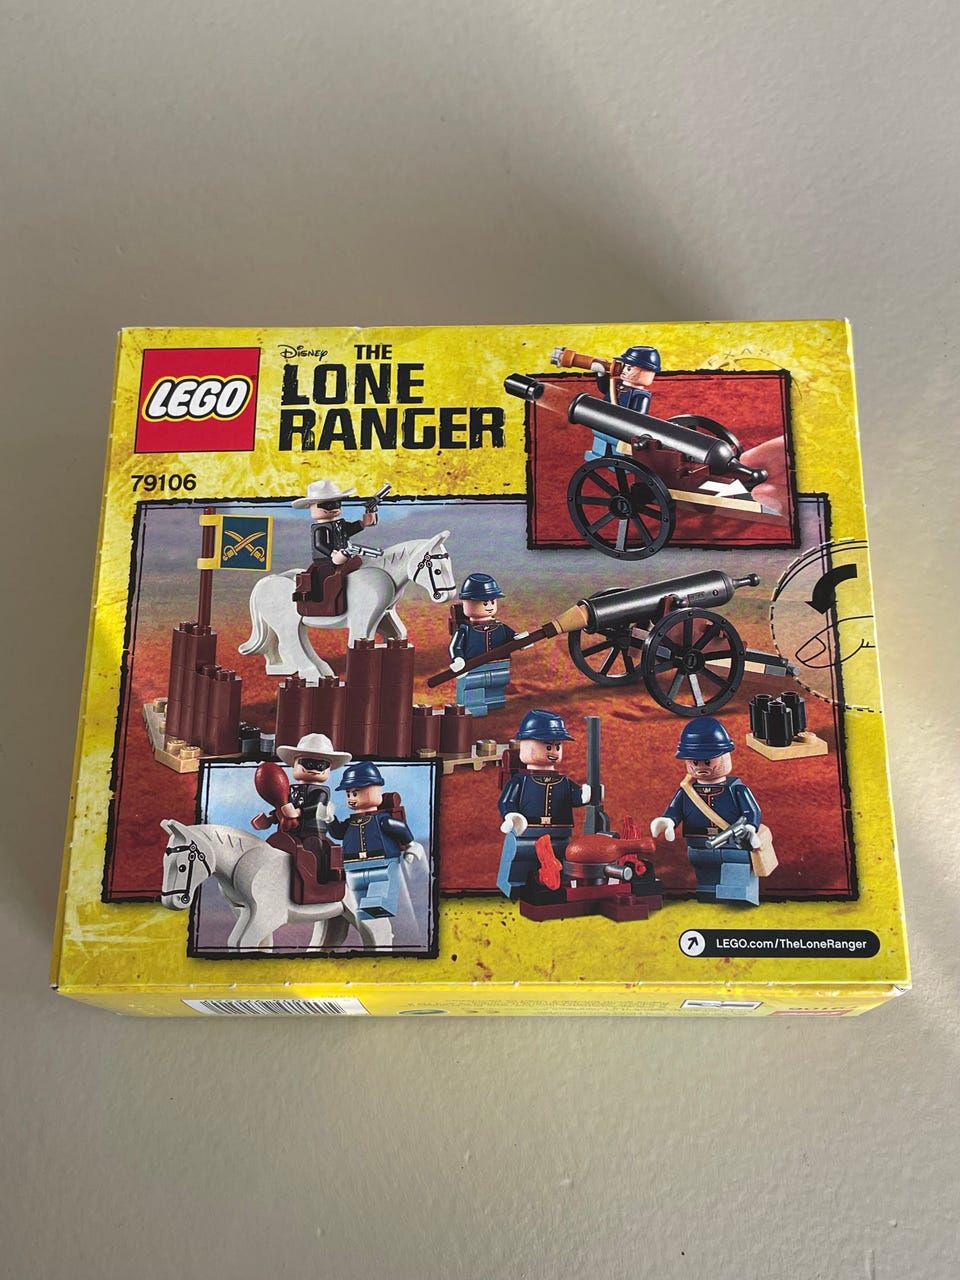 LEGO
Disney
THE
LONE
RANGER
79106
LEGO.com/TheLoneRanger